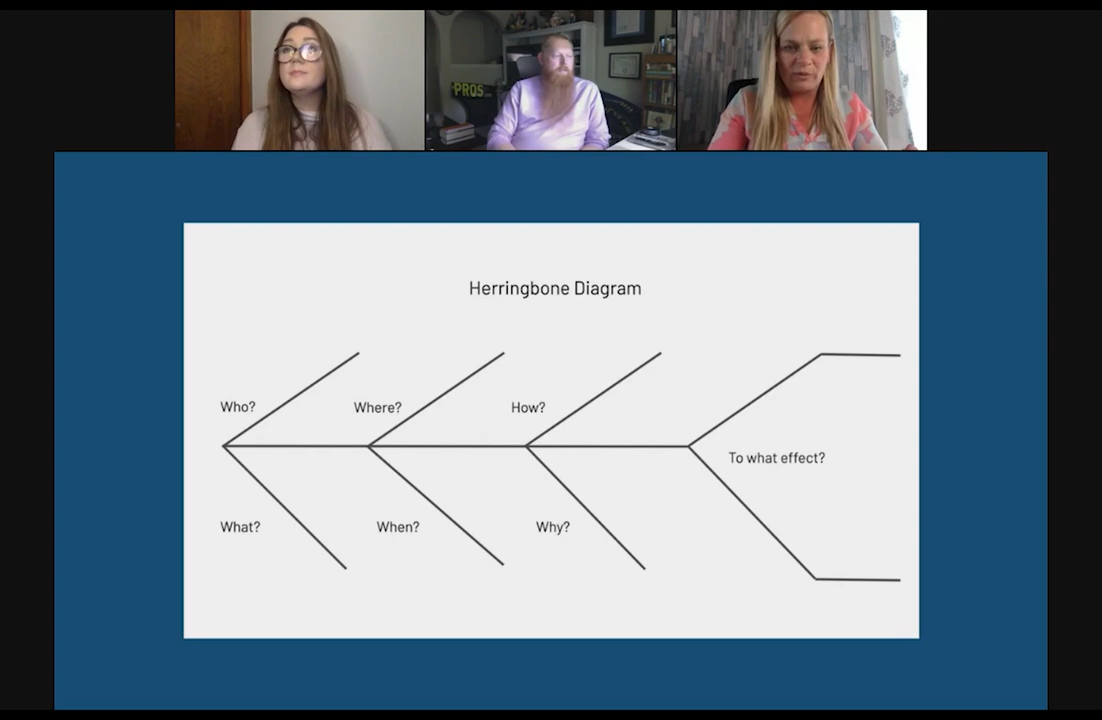 PROS
Herringbone Diagram
Who?
Where?
How?
To what effect?
What?
When?
Why?